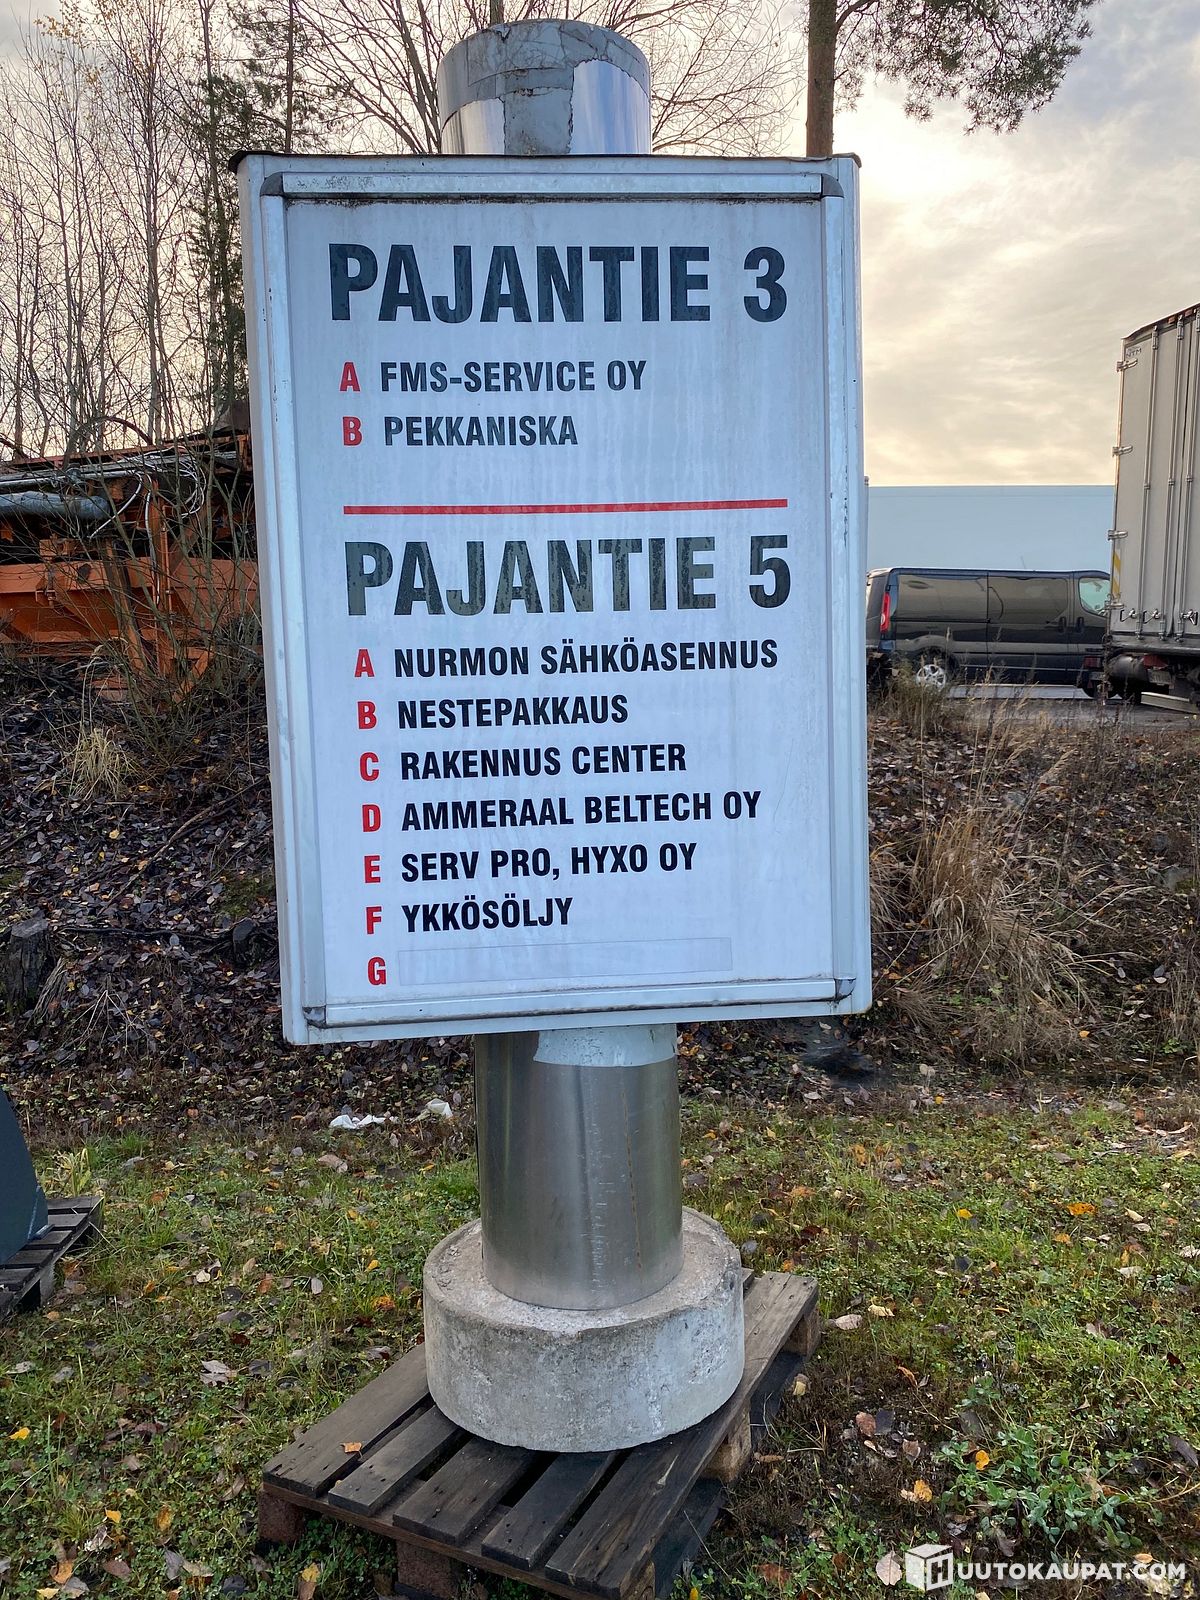 PAJANTIE 3
A FMS-SERVICE OY
B PEKKANISKA
PAJANTIE 5
A NURMON SÄHKÖASENNUS
B NESTEPAKKAUS
C RAKENNUS CENTER
D AMMERAAL BELTECH OY
E SERV PRO, HYXO OY
F YKKÖSÖLJY
G
HUUTOKAUPAT.COM